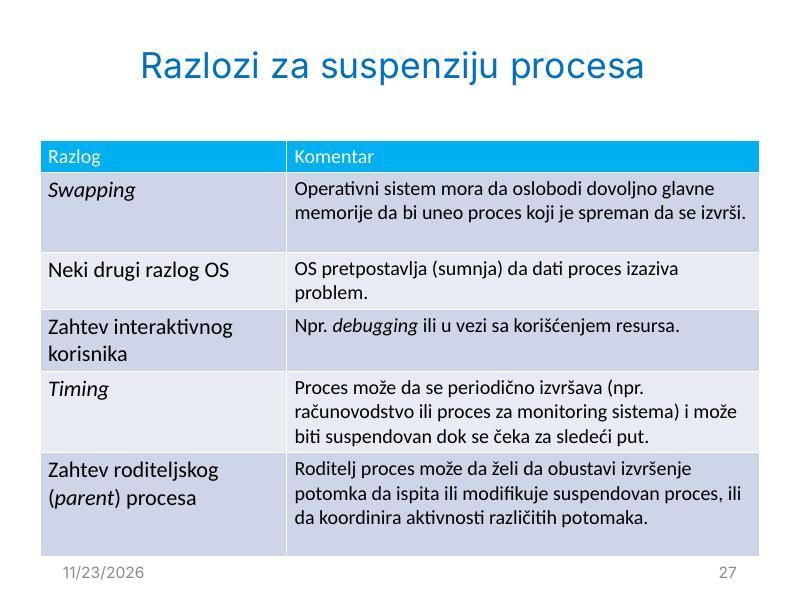 Razlozi za suspenziju procesa
Razlog
Komentar
Swapping
Operativni sistem mora da oslobodi dovoljno glavne
memorije da bi uneo proces koji je spreman da se izvrši.
Neki drugi razlog OS
OS pretpostavlja (sumnja) da dati proces izaziva
problem.
Zahtev interaktivnog
korisnika
Npr. debugging ili u vezi sa korišćenjem resursa.
Timing
Proces može da se periodično izvršava (npr.
računovodstvo ili proces za monitoring sistema) i može
biti suspendovan dok se čeka za sledeći put.
Zahtev roditeljskog
(parent) procesa
Roditelj proces može da želi da obustavi izvršenje
potomka da ispita ili modifikuje suspendovan proces, ili
da koordinira aktivnosti različitih potomaka.
11/23/2026
27